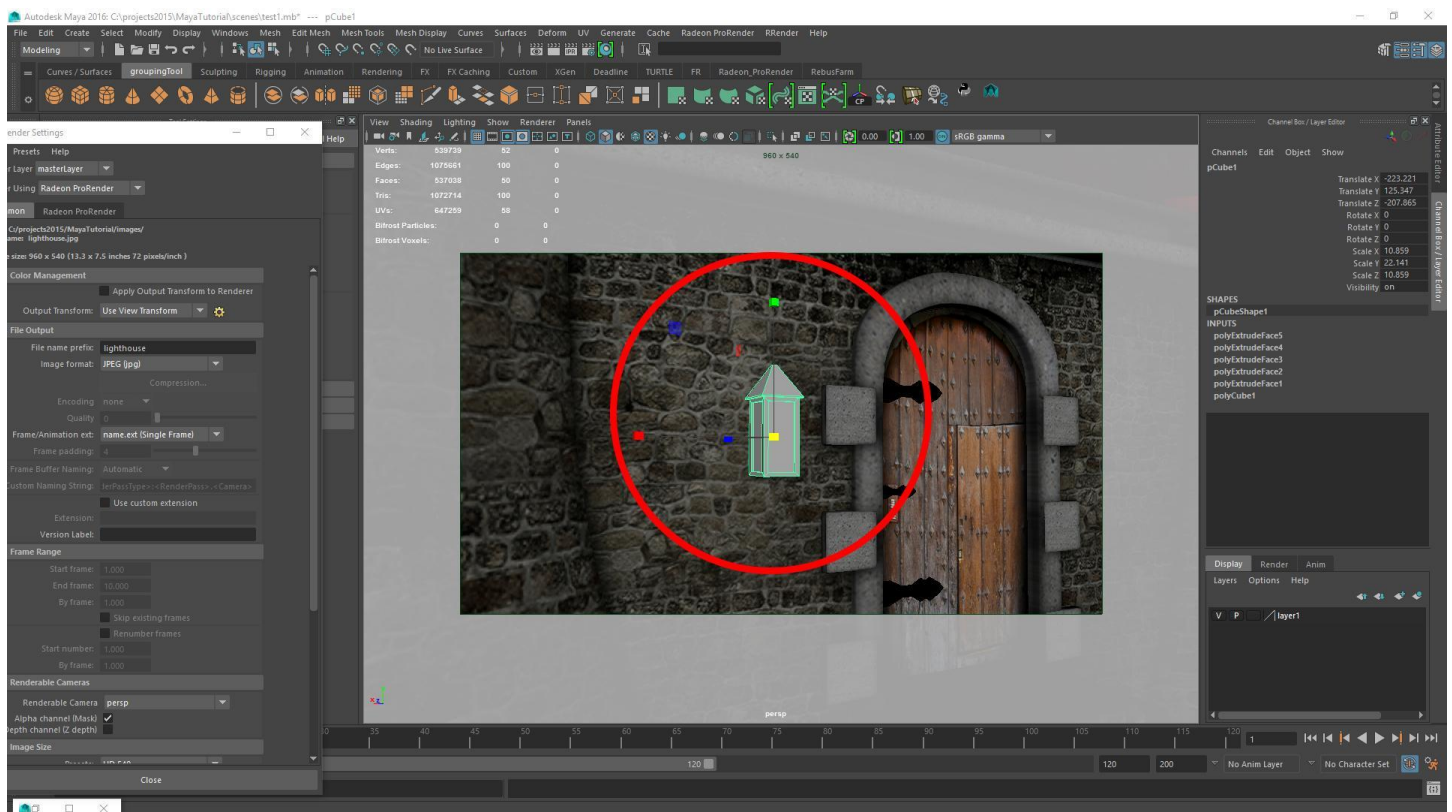 Autodesk Maya 2016: C:\projects2015\MayaTutorial\scenes\test1.mb* --- pCube1
File Edit Create Select Modify Display Windows Mesh Edit Mesh Mesh Tools Mesh Display Curves Surfaces Deform UV Generate Cache Radeon ProRender RRender Help
Modeling No Live Surface
Curves / Surfaces groupingTool Sculpting Rigging Animation Rendering FX FX Caching Custom XGen Deadline TURTLE FR Radeon_ProRender RebusFarm
ender Settings
Presets Help
r Layer masterLayer
r Using Radeon ProRender
mon Radeon ProRender
C:/projects2015/MayaTutorial/images/
ame: lighthouse.jpg
e size: 960 x 540 (13.3 x 7.5 inches 72 pixels/inch )
Color Management
Apply Output Transform to Renderer
Output Transform: Use View Transform
File Output
File name prefix: lighthouse
Image format: JPEG (jpg)
Compression...
Encoding none
Quality 0
Frame/Animation ext: name.ext (Single Frame)
Frame padding: 4
Frame Buffer Naming: Automatic
Custom Naming String: <RenderPass>.<Camera>
Use custom extension
Extension:
Version Label:
Frame Range
Start frame: 1.000
End frame: 10.000
By frame: 1.000
Skip existing frames
Renumber frames
Start number: 1.000
By frame: 1.000
Renderable Cameras
Renderable Camera persp
Alpha channel (Mask)
Depth channel (Z depth)
Image Size
Close
Help
View Shading Lighting Show Renderer Panels
0.00 1.00 sRGB gamma
Verts: 539739 52 0
Edges: 1075661 100 0
Faces: 537038 50 0
Tris: 1072714 100 0
UVs: 647259 58 0
Bifrost Particles: 0 0
Bifrost Voxels: 0 0
960 x 540
persp
Channel Box / Layer Editor
Channels Edit Object Show
pCube1
Translate X -223.221
Translate Y 125.347
Translate Z -207.865
Rotate X 0
Rotate Y 0
Rotate Z 0
Scale X 10.859
Scale Y 22.141
Scale Z 10.859
Visibility on
SHAPES
pCubeShape1
INPUTS
polyExtrudeFace5
polyExtrudeFace4
polyExtrudeFace3
polyExtrudeFace2
polyExtrudeFace1
polyCube1
Attribute Editor
Channel Box / Layer Editor
Display Render Anim
Layers Options Help
V P layer1
35 40 45 50 55 60 65 70 75 80 85 90 95 100 105 110 115 120
1
120 120 200 No Anim Layer No Character Set